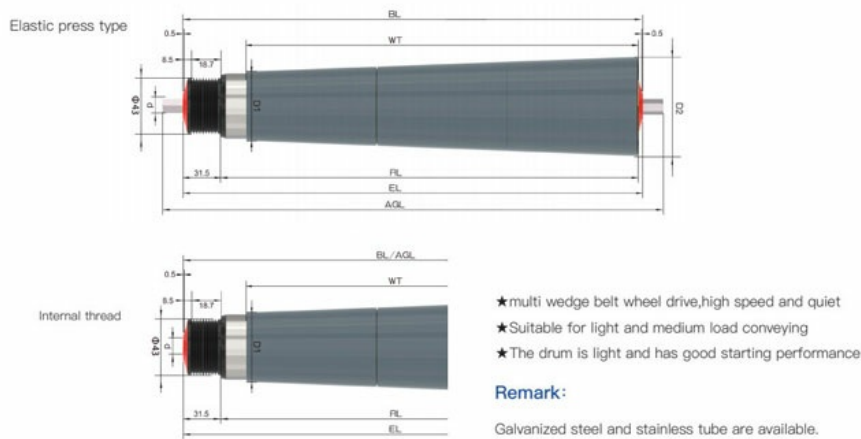 Elastic press type
BL
0.5
WT
0.5
8.5
18.7
Φ43
d
D1
D2
31.5
RL
EL
AGL
BL/AGL
0.5
WT
8.5
18.7
Internal thread
Φ43
d
D1
31.5
RL
EL
★multi wedge belt wheel drive,high speed and quiet
★Suitable for light and medium load conveying
★The drum is light and has good starting performance
Remark:
Galvanized steel and stainless tube are available.